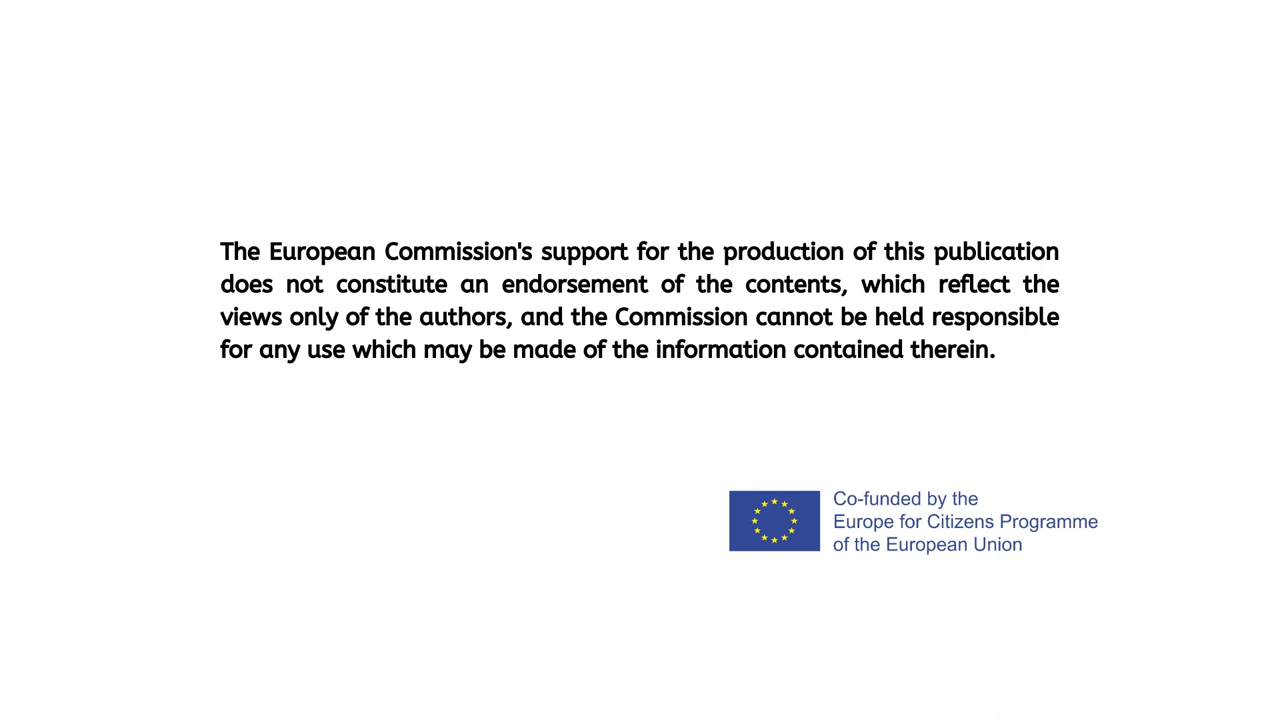 The European Commission's support for the production of this publication
does not constitute an endorsement of the contents, which reflect the
views only of the authors, and the Commission cannot be held responsible
for any use which may be made of the information contained therein.
Co-funded by the
Europe for Citizens Programme
of the European Union